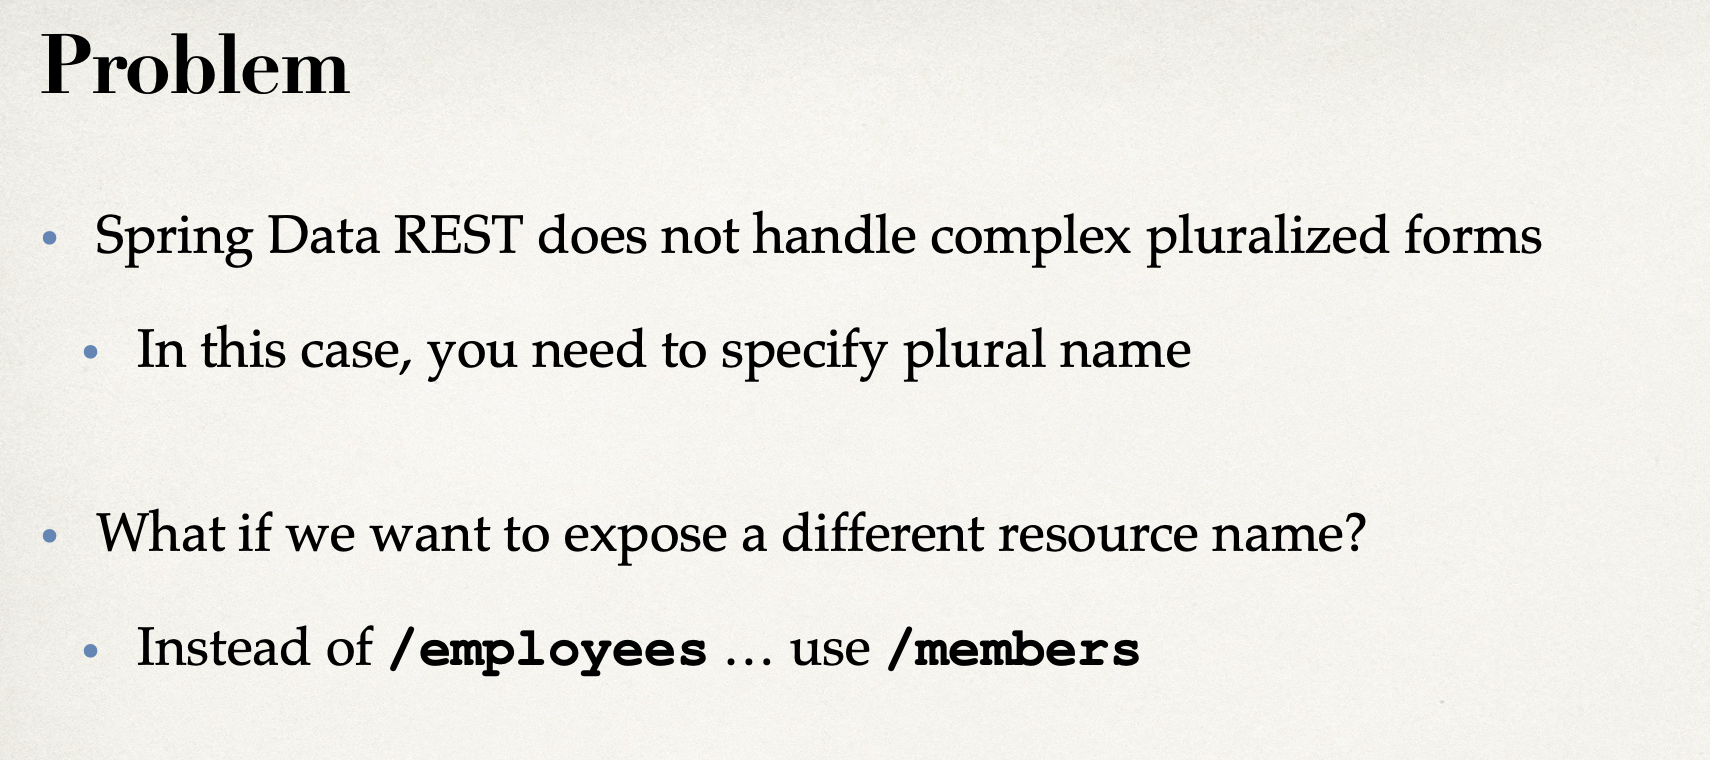 Problem
• Spring Data REST does not handle complex pluralized forms
• In this case, you need to specify plural name
• What if we want to expose a different resource name?
• Instead of /employees … use /members